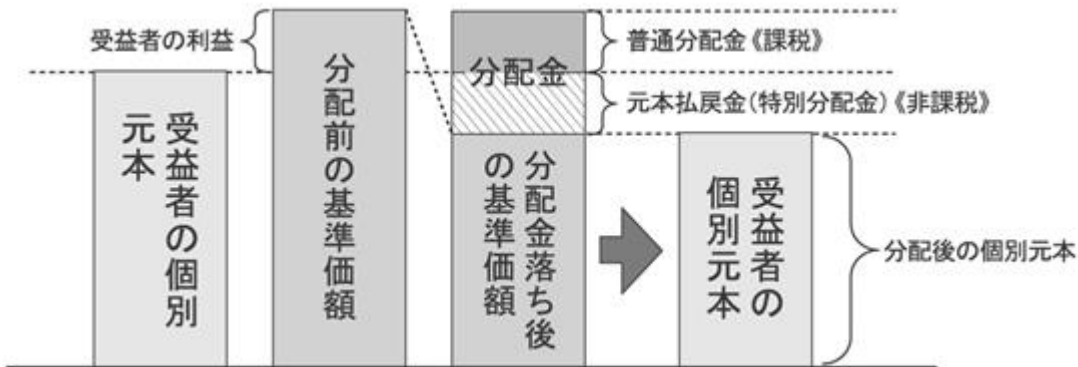 受益者の利益
受益者の個別
元本
分配前の基準価額
分配金
分配金落ち後
の基準価額
普通分配金《課税》
元本払戻金(特別分配金)《非課税》
受益者の
個別元本
分配後の個別元本